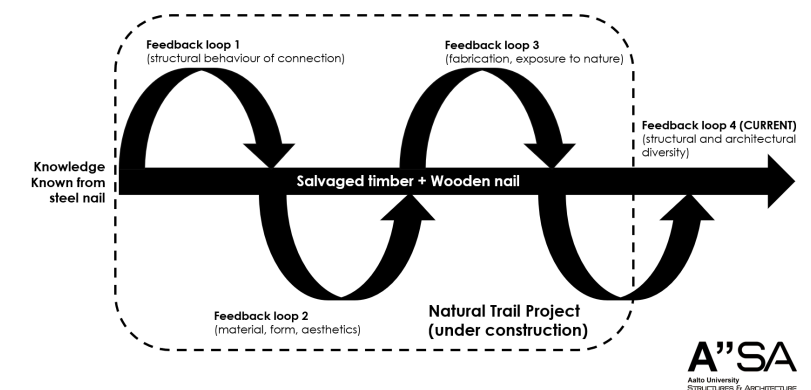 Feedback loop 1
(structural behaviour of connection)
Feedback loop 3
(fabrication, exposure to nature)
Feedback loop 4 (CURRENT)
(structural and architectural
diversity)
Knowledge
Known from
steel nail
Salvaged timber + Wooden nail
Feedback loop 2
(material, form, aesthetics)
Natural Trail Project
(under construction)
A”SA
Aalto University
STRUCTURES & ARCHITECTURE